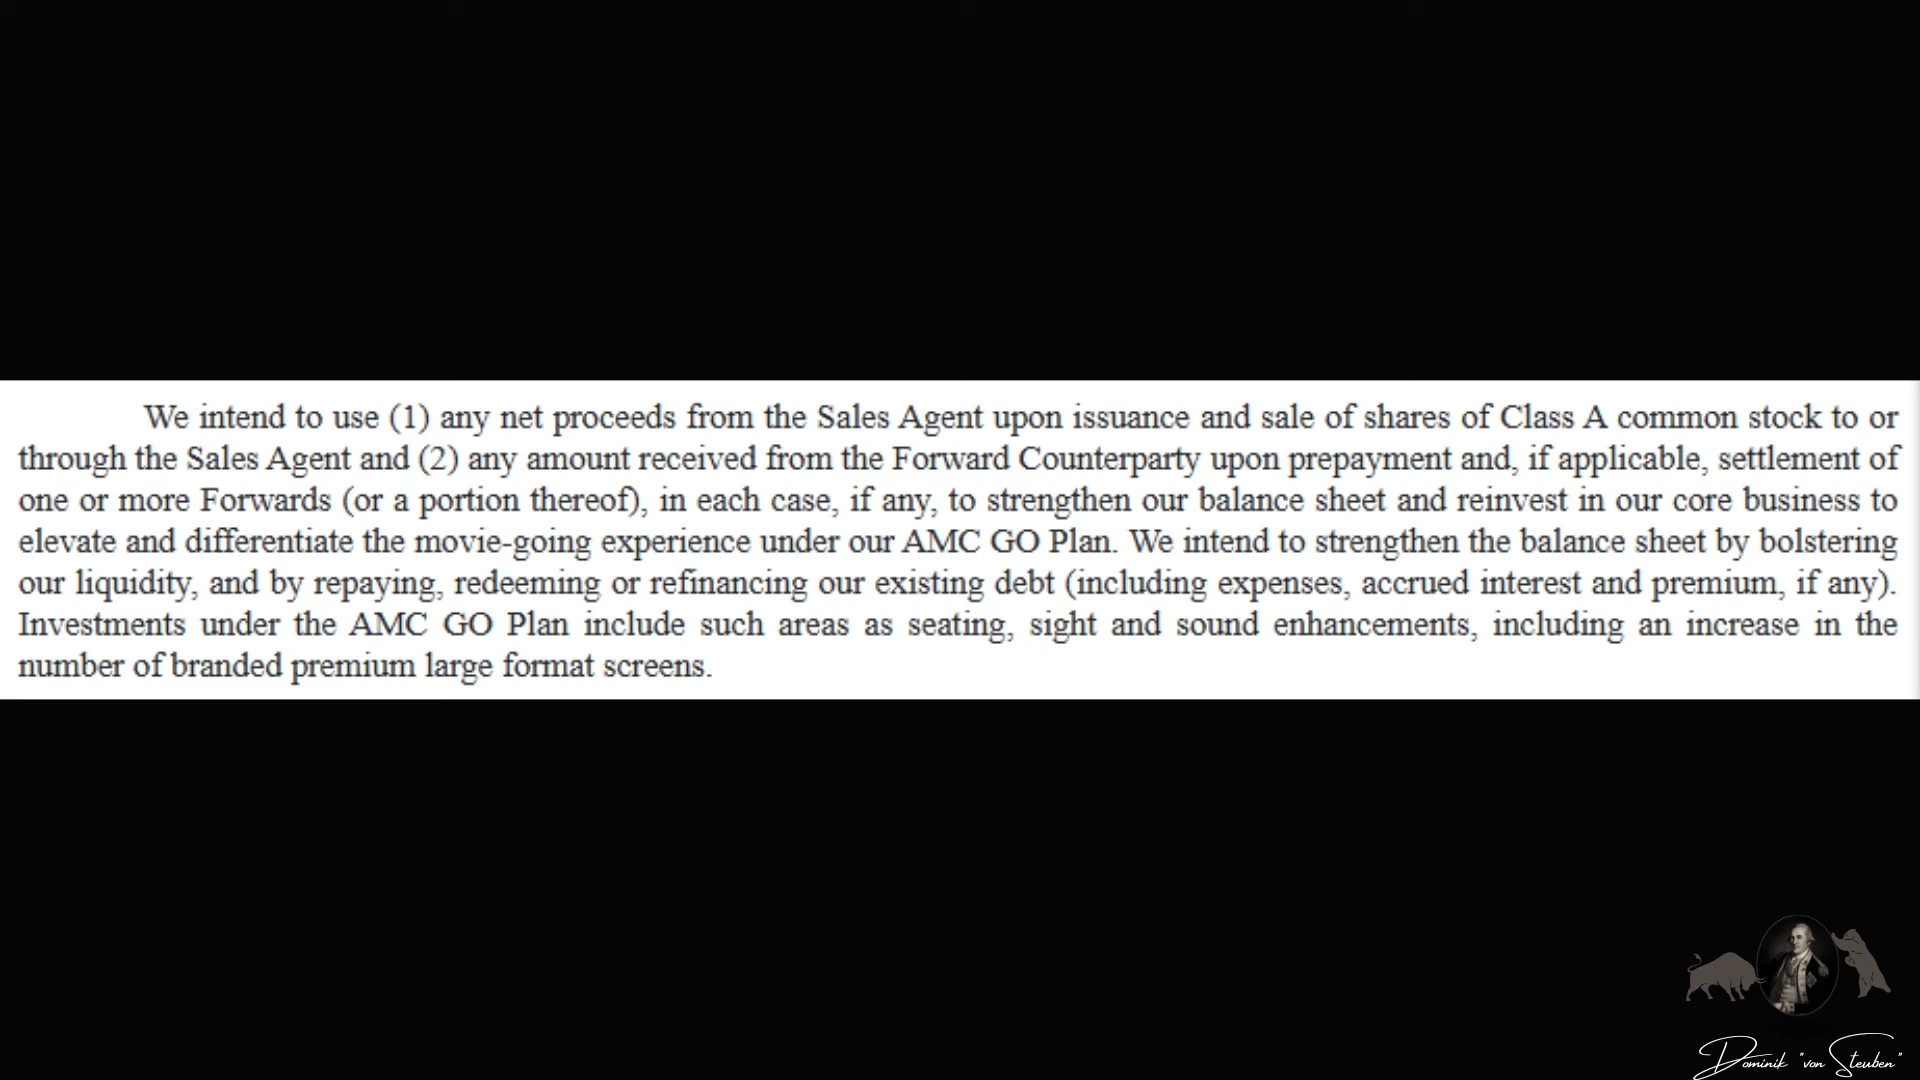 We intend to use (1) any net proceeds from the Sales Agent upon issuance and sale of shares of Class A common stock to or
through the Sales Agent and (2) any amount received from the Forward Counterparty upon prepayment and, if applicable, settlement of
one or more Forwards (or a portion thereof), in each case, if any, to strengthen our balance sheet and reinvest in our core business to
elevate and differentiate the movie-going experience under our AMC GO Plan. We intend to strengthen the balance sheet by bolstering
our liquidity, and by repaying, redeeming or refinancing our existing debt (including expenses, accrued interest and premium, if any).
Investments under the AMC GO Plan include such areas as seating, sight and sound enhancements, including an increase in the
number of branded premium large format screens.
Dominik "von Steuben"